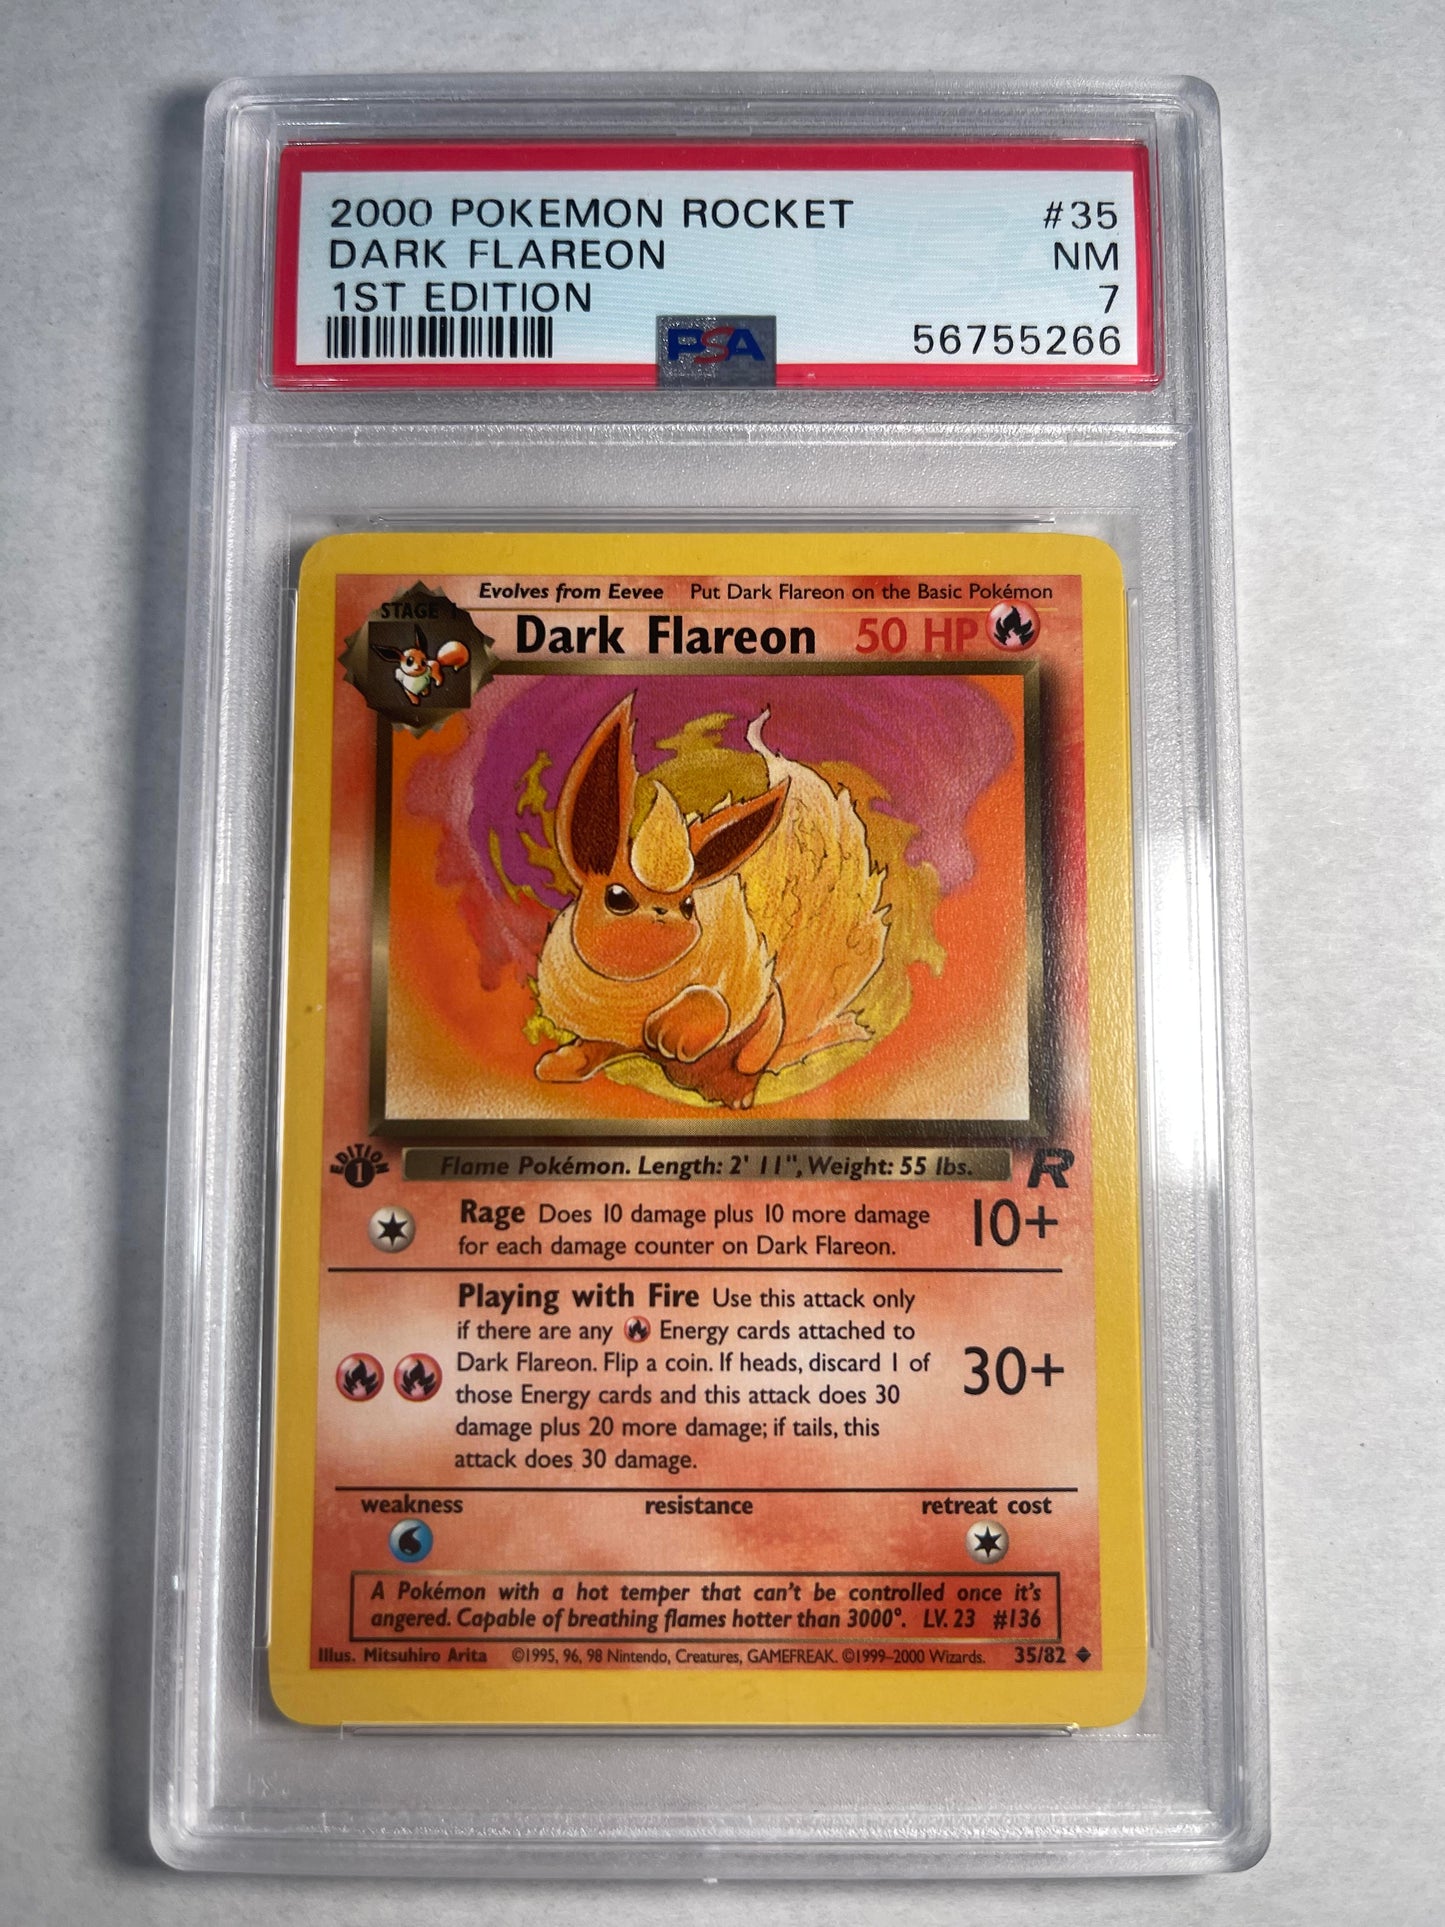 2000 POKEMON ROCKET #35
DARK FLAREON NM
1ST EDITION 7
PSA 56755266
Evolves from Eevee Put Dark Flareon on the Basic Pokémon
STAGE 1
Dark Flareon 50 HP
EDITION 1
Flame Pokémon. Length: 2' 11", Weight: 55 lbs. R
Rage Does 10 damage plus 10 more damage 10+
for each damage counter on Dark Flareon.
Playing with Fire Use this attack only
if there are any Energy cards attached to
Dark Flareon. Flip a coin. If heads, discard 1 of 30+
those Energy cards and this attack does 30
damage plus 20 more damage; if tails, this
attack does 30 damage.
weakness resistance retreat cost
A Pokémon with a hot temper that can't be controlled once it's
angered. Capable of breathing flames hotter than 3000°. LV. 23 #136
Illus. Mitsuhiro Arita ©1995, 96, 98 Nintendo, Creatures, GAMEFREAK. ©1999–2000 Wizards. 35/82